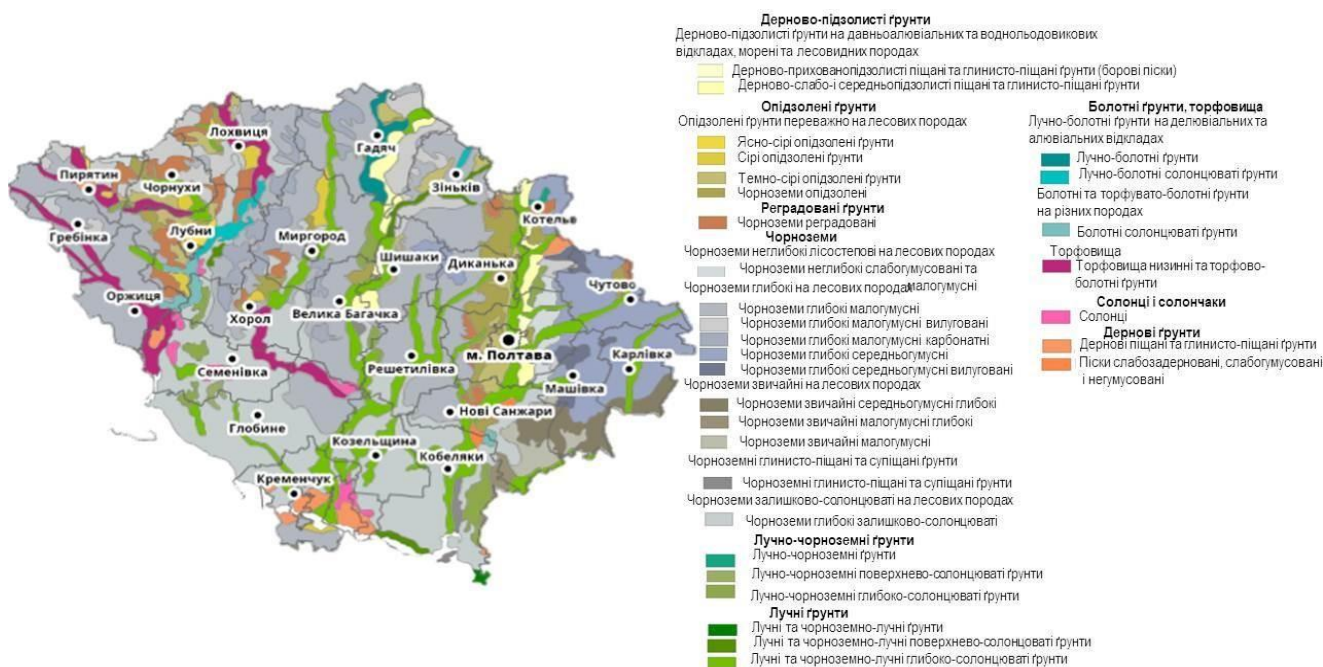 Лохвиця
Гадяч
Пирятин
Чорнухи
Зіньків
Гребінка
Лубни
Миргород
Котельве
Шишаки
Диканька
Оржиця
Хорол
Велика Багачка
Чутово
м. Полтава
Семенівка
Решетилівка
Карлівка
Машівка
Глобине
Нові Санжари
Козельщина
Кобеляки
Кременчук
Дерново-підзолисті ґрунти
Дерново-підзолисті ґрунти на давньоалювіальних та воднольодовикових
відкладах, морені та лесовидних породах
Дерново-прихованопідзолисті піщані та глинисто-піщані ґрунти (борові піски)
Дерново-слабо-і середньопідзолисті піщані та глинисто-піщані ґрунти
Опідзолені ґрунти
Опідзолені ґрунти переважно на лесових породах
Ясно-сірі опідзолені ґрунти
Сірі опідзолені ґрунти
Темно-сірі опідзолені ґрунти
Чорноземи опідзолені
Реградовані ґрунти
Чорноземи реградовані
Чорноземи
Чорноземи неглибокі лісостепові на лесових породах
Чорноземи неглибокі слабогумусовані та
малогумусні
Чорноземи глибокі на лесових породах
Чорноземи глибокі малогумусні
Чорноземи глибокі малогумусні вилуговані
Чорноземи глибокі малогумусні карбонатні
Чорноземи глибокі середньогумусні
Чорноземи глибокі середньогумусні вилуговані
Чорноземи звичайні на лесових породах
Чорноземи звичайні середньогумусні глибокі
Чорноземи звичайні малогумусні глибокі
Чорноземи звичайні малогумусні
Чорноземні глинисто-піщані та супіщані ґрунти
Чорноземні глинисто-піщані та супіщані ґрунти
Чорноземи залишково-солонцюваті на лесових породах
Чорноземи глибокі залишково-солонцюваті
Лучно-чорноземні ґрунти
Лучно-чорноземні ґрунти
Лучно-чорноземні поверхнево-солонцюваті ґрунти
Лучно-чорноземні глибоко-солонцюваті ґрунти
Лучні ґрунти
Лучні та чорноземно-лучні ґрунти
Лучні та чорноземно-лучні поверхнево-солонцоваті ґрунти
Лучні та чорноземно-лучні глибоко-солонцюваті ґрунти
Болотні ґрунти, торфовища
Лучно-болотні ґрунти на делювіальних та
алювіальних відкладах
Лучно-болотні ґрунти
Лучно-болотні солонцюваті ґрунти
Болотні та торфувато-болотні ґрунти
на різних породах
Болотні солонцюваті ґрунти
Торфовища
Торфовища низинні та торфово-
болотні ґрунти
Солонці і солончаки
Солонці
Дернові ґрунти
Дернові піщані та глинисто-піщані ґрунти
Піски слабозадерновані, слабогумусовані
і негумусовані